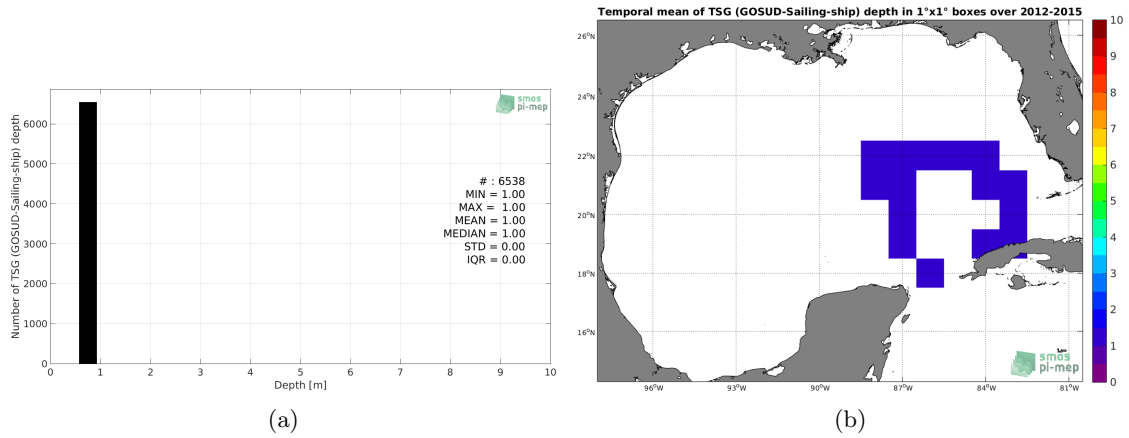 Temporal mean of TSG (GOSUD-Sailing-ship) depth in 1°x1° boxes over 2012-2015
smos
pi-mep
Number of TSG (GOSUD-Sailing-ship) depth
6000
5000
4000
3000
2000
1000
0
# : 6538
MIN = 1.00
MAX = 1.00
MEAN = 1.00
MEDIAN = 1.00
STD = 0.00
IQR = 0.00
0 1 2 3 4 5 6 7 8 9 10
Depth [m]
(a)
26°N
24°N
22°N
20°N
18°N
16°N
96°W 93°W 90°W 87°W 84°W 81°W
smos
pi-mep
10
9
8
7
6
5
4
3
2
1
0
(b)